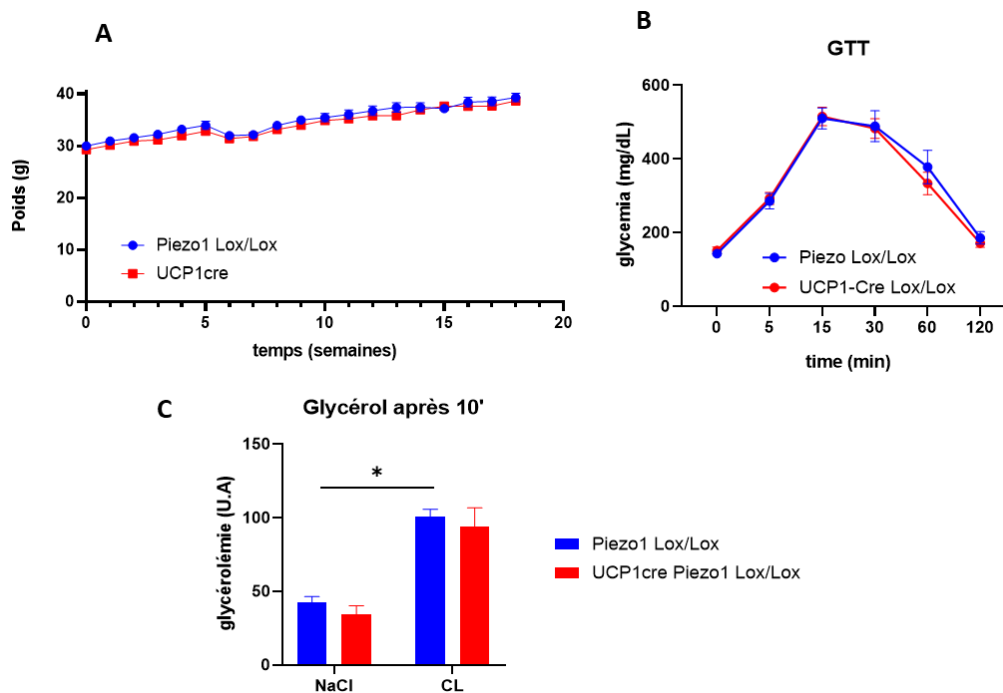 A
Poids (g)
40
30
20
10
0
Piezo1 Lox/Lox
UCP1cre
0 5 10 15 20
temps (semaines)
B
GTT
glycemia (mg/dL)
600
400
200
0
Piezo Lox/Lox
UCP1-Cre Lox/Lox
0 5 15 30 60 120
time (min)
C
Glycérol après 10'
glycérolémie (U.A)
150
100
50
0
*
NaCl CL
Piezo1 Lox/Lox
UCP1cre Piezo1 Lox/Lox